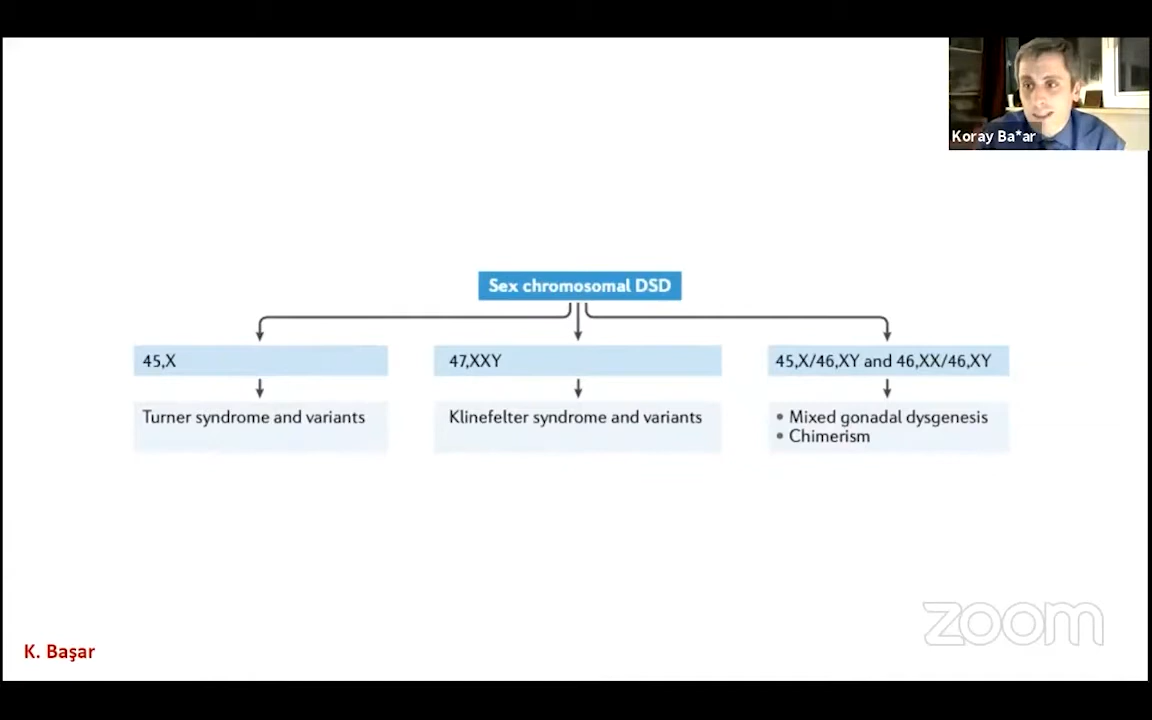 Koray Ba*ar
Sex chromosomal DSD
45,X
47,XXY
45,X/46,XY and 46,XX/46,XY
Turner syndrome and variants
Klinefelter syndrome and variants
• Mixed gonadal dysgenesis
• Chimerism
zoom
K. Başar